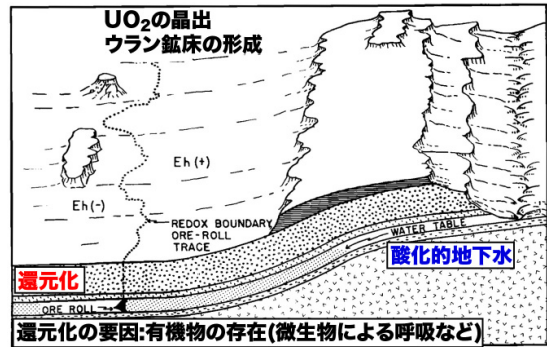 UO₂の晶出
ウラン鉱床の形成
Eh (+)
Eh (-)
REDOX BOUNDARY
ORE-ROLL
TRACE
WATER TABLE
酸化的地下水
還元化
ORE ROLL
還元化の要因:有機物の存在(微生物による呼吸など)